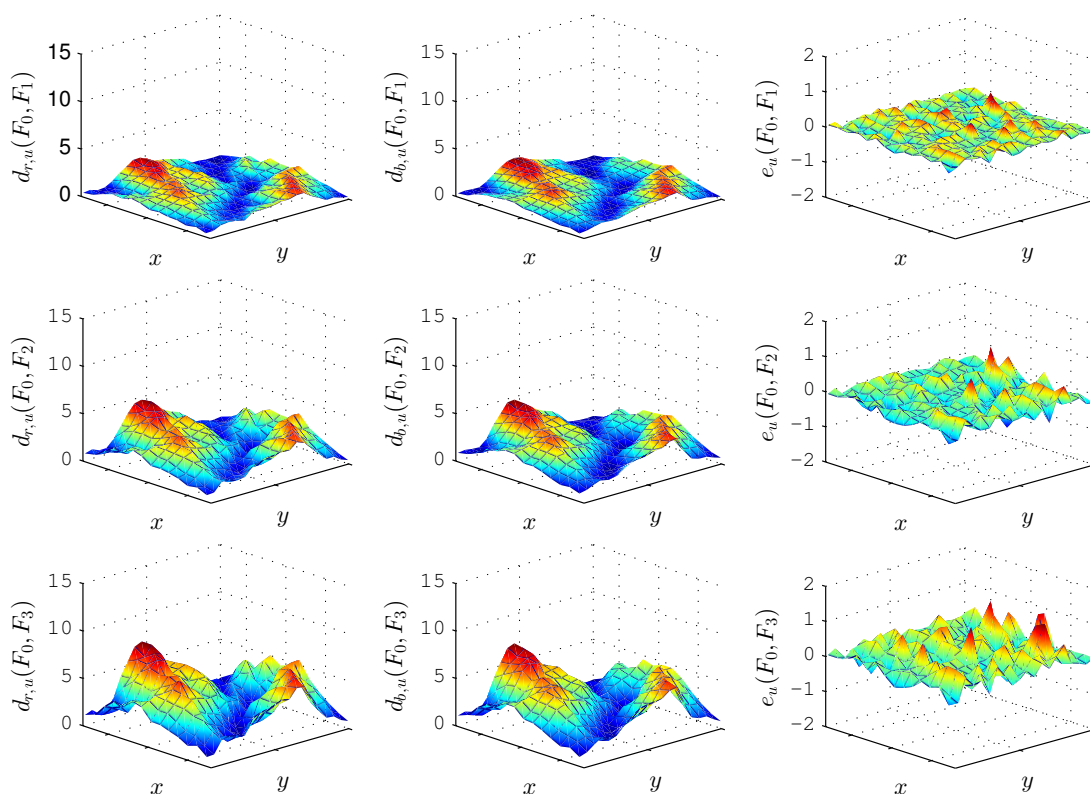 15
10
5
0
d_{r,u}(F_0, F_1)
x
y
15
10
5
0
d_{b,u}(F_0, F_1)
x
y
2
1
0
−1
−2
e_u(F_0, F_1)
x
y
15
10
5
0
d_{r,u}(F_0, F_2)
x
y
15
10
5
0
d_{b,u}(F_0, F_2)
x
y
2
1
0
−1
−2
e_u(F_0, F_2)
x
y
15
10
5
0
d_{r,u}(F_0, F_3)
x
y
15
10
5
0
d_{b,u}(F_0, F_3)
x
y
2
1
0
−1
−2
e_u(F_0, F_3)
x
y